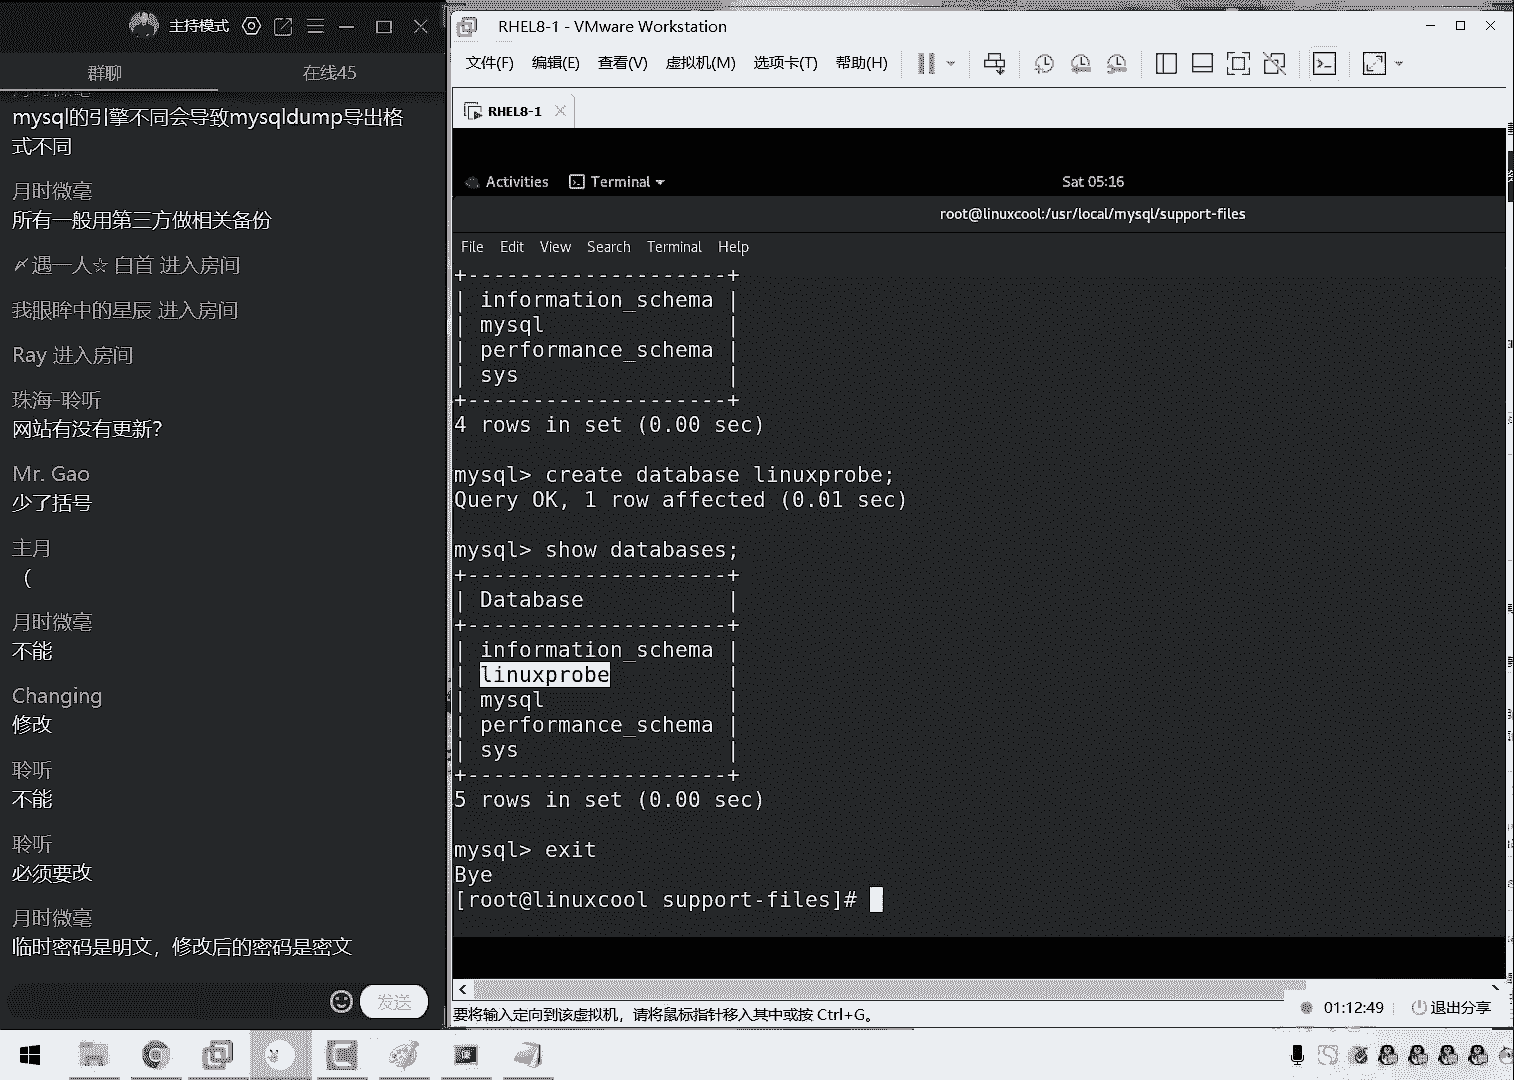 主持模式
群聊 在线45
mysql的引擎不同会导致mysqldump导出格
式不同
月时微毫
所有一般用第三方做相关备份
〆遇一人☆ 白首 进入房间
我眼眸中的星辰 进入房间
Ray 进入房间
珠海-聆听
网站有没有更新？
Mr. Gao
少了括号
主月
（
月时微毫
不能
Changing
修改
聆听
不能
聆听
必须要改
月时微毫
临时密码是明文，修改后的密码是密文
发送
RHEL8-1 - VMware Workstation
文件(F) 编辑(E) 查看(V) 虚拟机(M) 选项卡(T) 帮助(H)
RHEL8-1
Activities Terminal Sat 05:16
root@linuxcool:/usr/local/mysql/support-files
File Edit View Search Terminal Help
+--------------------+
| information_schema |
| mysql |
| performance_schema |
| sys |
+--------------------+
4 rows in set (0.00 sec)
mysql> create database linuxprobe;
Query OK, 1 row affected (0.01 sec)
mysql> show databases;
+--------------------+
| Database |
+--------------------+
| information_schema |
| linuxprobe |
| mysql |
| performance_schema |
| sys |
+--------------------+
5 rows in set (0.00 sec)
mysql> exit
Bye
[root@linuxcool support-files]#
要将输入定向到该虚拟机，请将鼠标指针移入其中或按 Ctrl+G。
01:12:49 退出分享